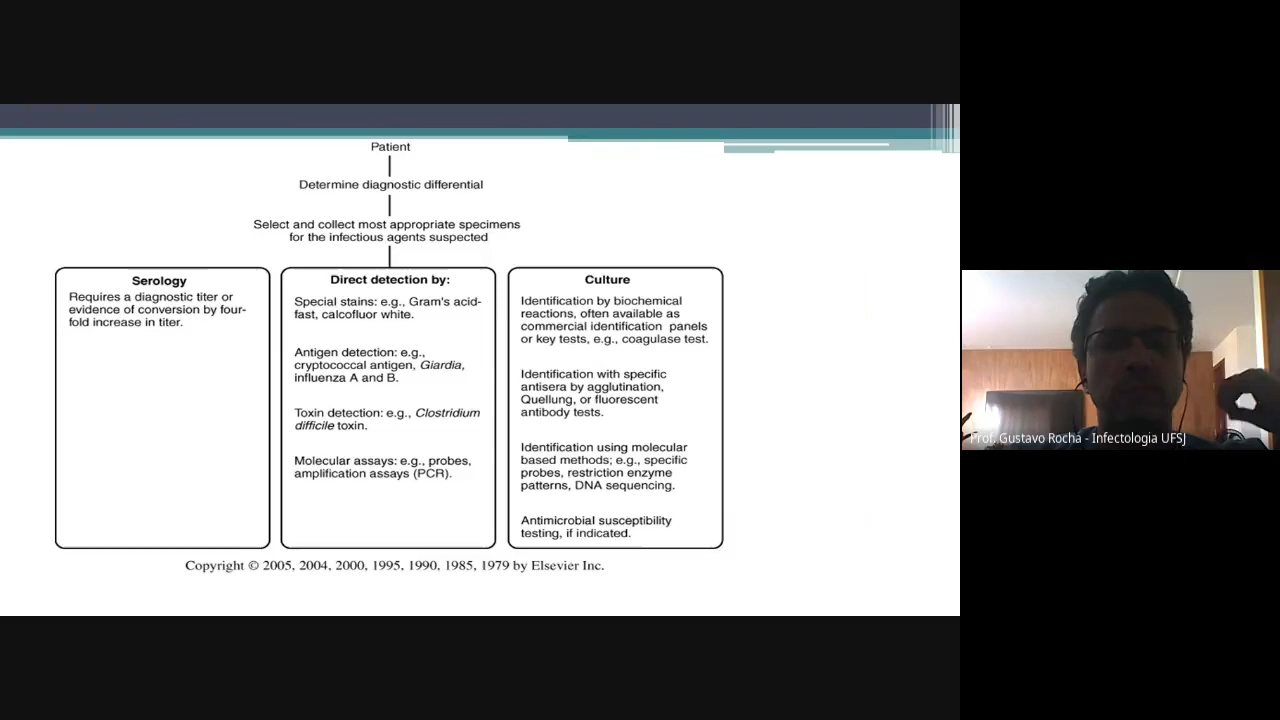 Patient
Determine diagnostic differential
Select and collect most appropriate specimens
for the infectious agents suspected
Serology
Requires a diagnostic titer or
evidence of conversion by four-
fold increase in titer.
Direct detection by:
Special stains: e.g., Gram's acid-
fast, calcofluor white.
Antigen detection: e.g.,
cryptococcal antigen, Giardia,
influenza A and B.
Toxin detection: e.g., Clostridium
difficile toxin.
Molecular assays: e.g., probes,
amplification assays (PCR).
Culture
Identification by biochemical
reactions, often available as
commercial identification panels
or key tests, e.g., coagulase test.
Identification with specific
antisera by agglutination,
Quellung, or fluorescent
antibody tests.
Identification using molecular
based methods; e.g., specific
probes, restriction enzyme
patterns, DNA sequencing.
Antimicrobial susceptibility
testing, if indicated.
Copyright © 2005, 2004, 2000, 1995, 1990, 1985, 1979 by Elsevier Inc.
Prof. Gustavo Rocha - Infectologia UFSJ